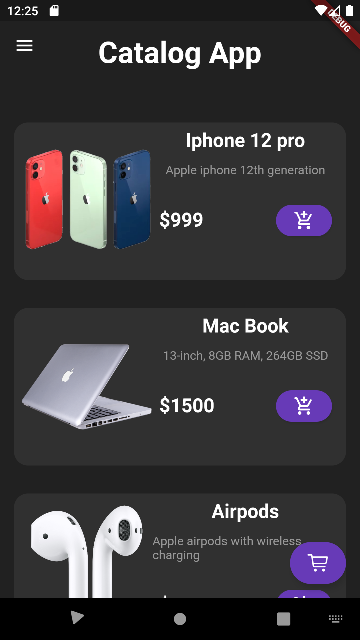 12:25
DEBUG
Catalog App
Iphone 12 pro
Apple iphone 12th generation
$999
Mac Book
13-inch, 8GB RAM, 264GB SSD
$1500
Airpods
Apple airpods with wireless
charging